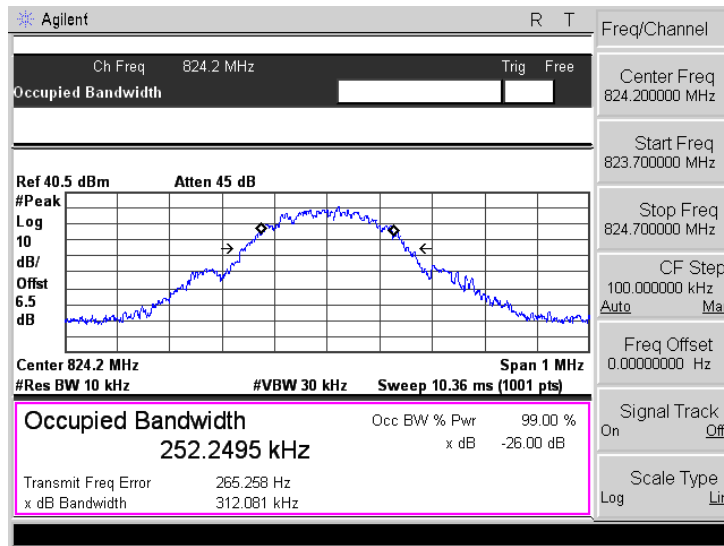 Agilent R T
Ch Freq 824.2 MHz Trig Free
Occupied Bandwidth
Ref 40.5 dBm Atten 45 dB
#Peak
Log
10
dB/
Offst
6.5
dB
Center 824.2 MHz Span 1 MHz
#Res BW 10 kHz #VBW 30 kHz Sweep 10.36 ms (1001 pts)
Occupied Bandwidth Occ BW % Pwr 99.00 %
252.2495 kHz x dB -26.00 dB
Transmit Freq Error 265.258 Hz
x dB Bandwidth 312.081 kHz
Freq/Channel
Center Freq
824.200000 MHz
Start Freq
823.700000 MHz
Stop Freq
824.700000 MHz
CF Step
100.000000 kHz
Auto Ma
Freq Offset
0.00000000 Hz
Signal Track
On Off
Scale Type
Log Lin